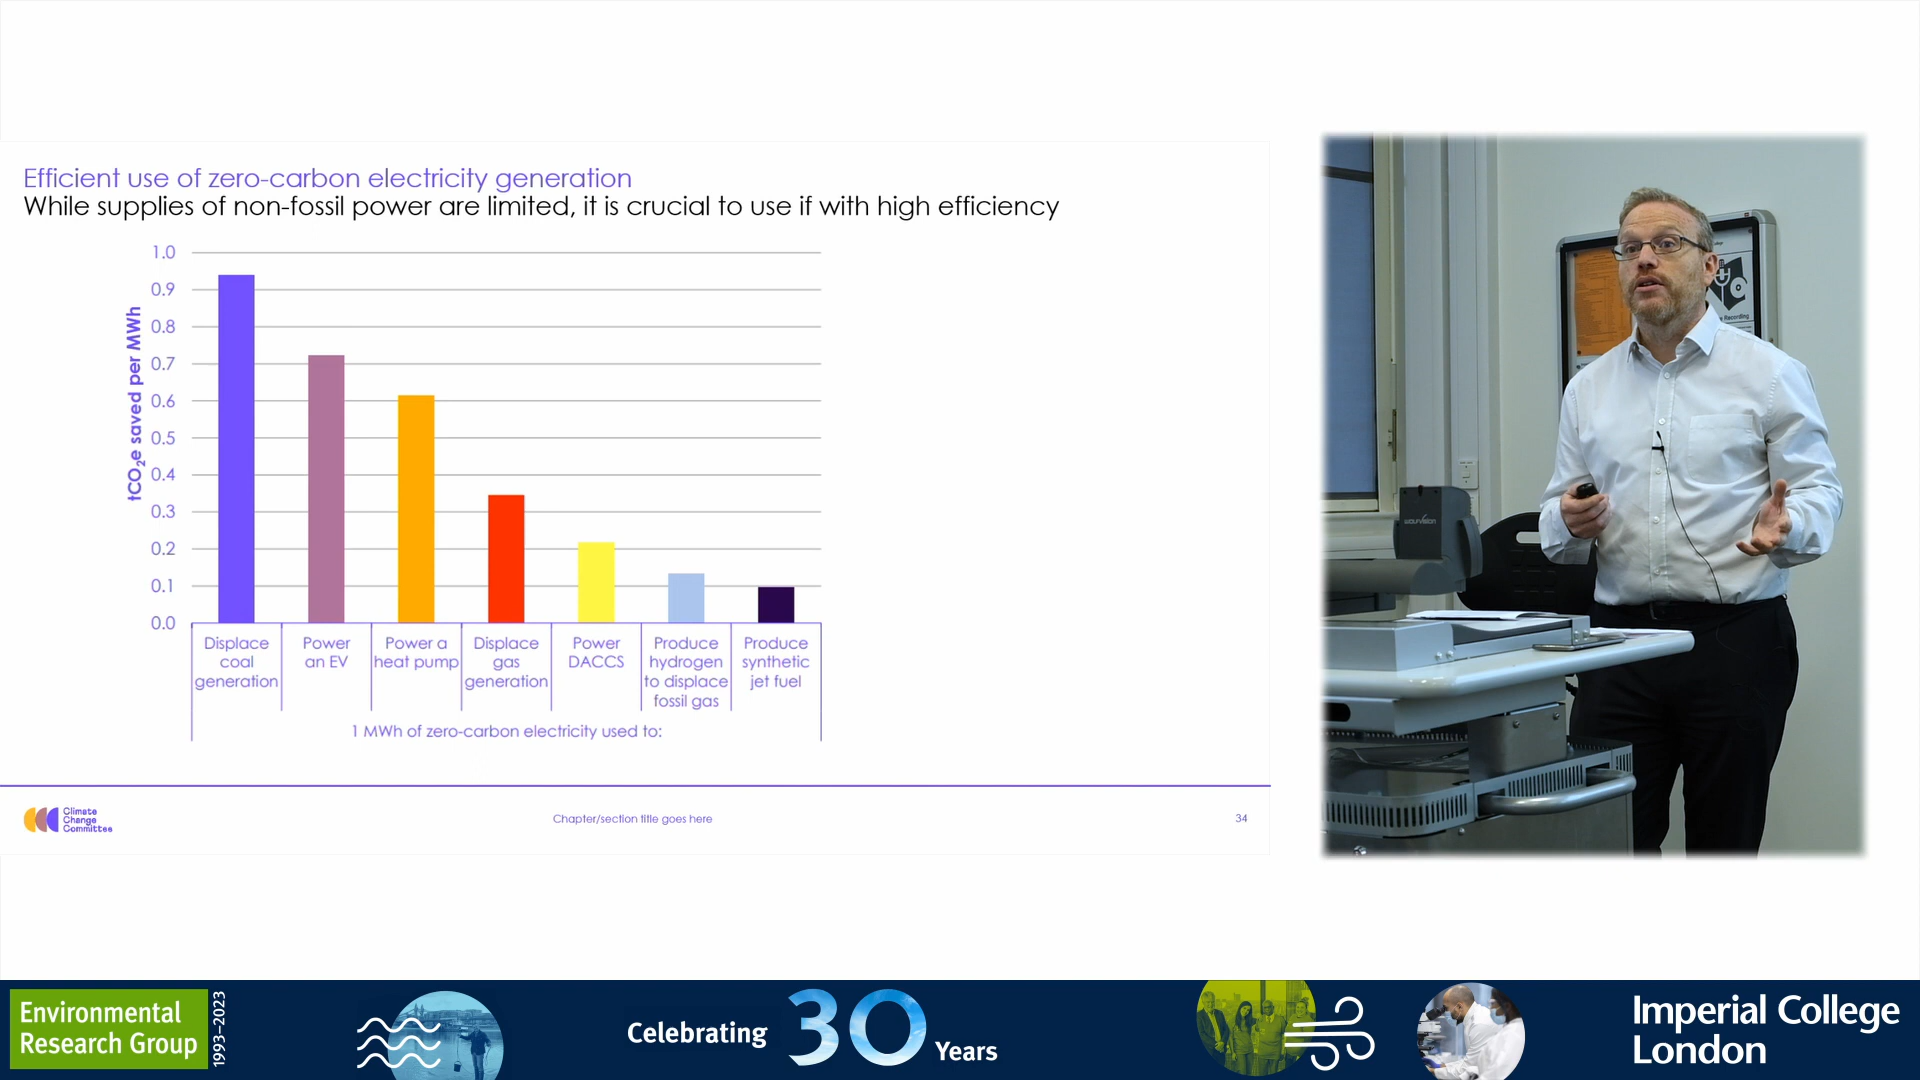 Efficient use of zero-carbon electricity generation
While supplies of non-fossil power are limited, it is crucial to use if with high efficiency
tCO2e saved per MWh
1.0
0.9
0.8
0.7
0.6
0.5
0.4
0.3
0.2
0.1
0.0
Displace
coal
generation
Power
an EV
Power a
heat pump
Displace
gas
generation
Power
DACCS
Produce
hydrogen
to displace
fossil gas
Produce
synthetic
jet fuel
1 MWh of zero-carbon electricity used to:
Climate
Change
Committee
Chapter/section title goes here
34
Recording
wolfvision
Environmental
Research Group
1993–2023
Celebrating 30 Years
Imperial College
London